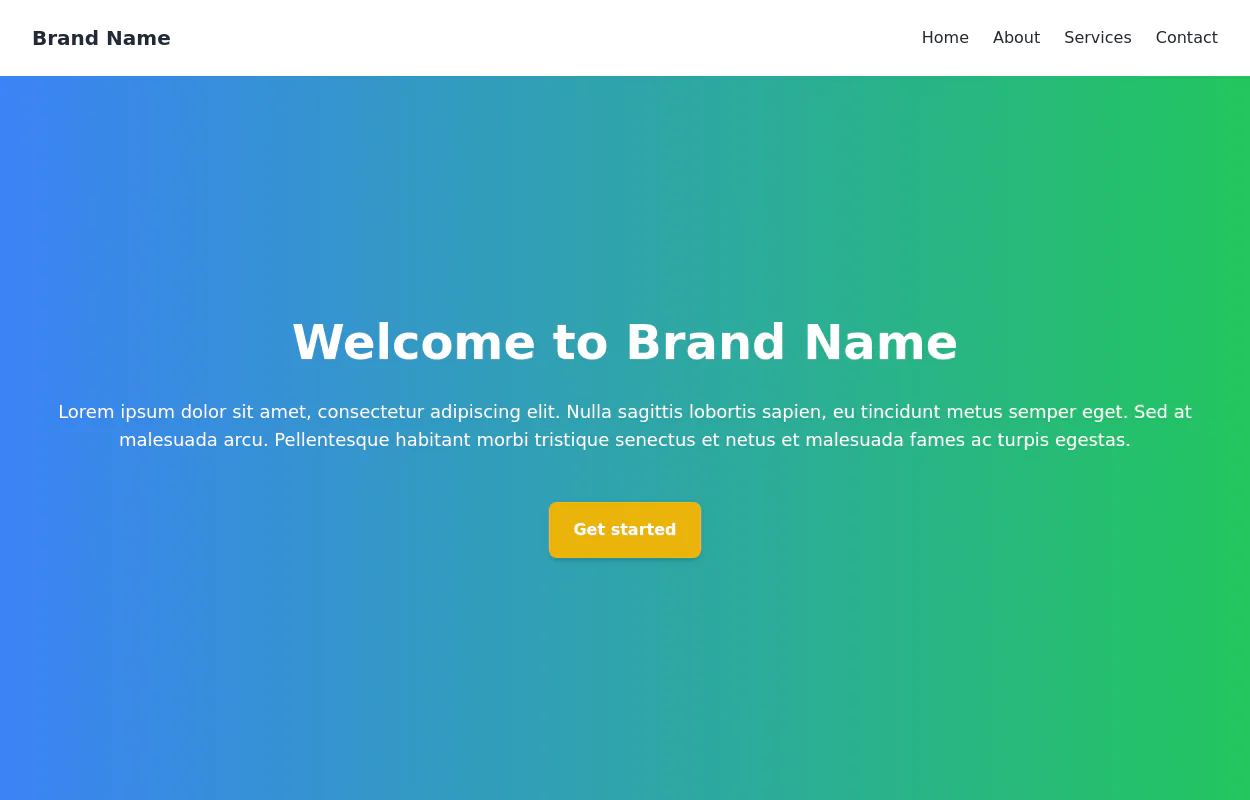 Brand Name
Home About Services Contact
Welcome to Brand Name
Lorem ipsum dolor sit amet, consectetur adipiscing elit. Nulla sagittis lobortis sapien, eu tincidunt metus semper eget. Sed at
malesuada arcu. Pellentesque habitant morbi tristique senectus et netus et malesuada fames ac turpis egestas.
Get started